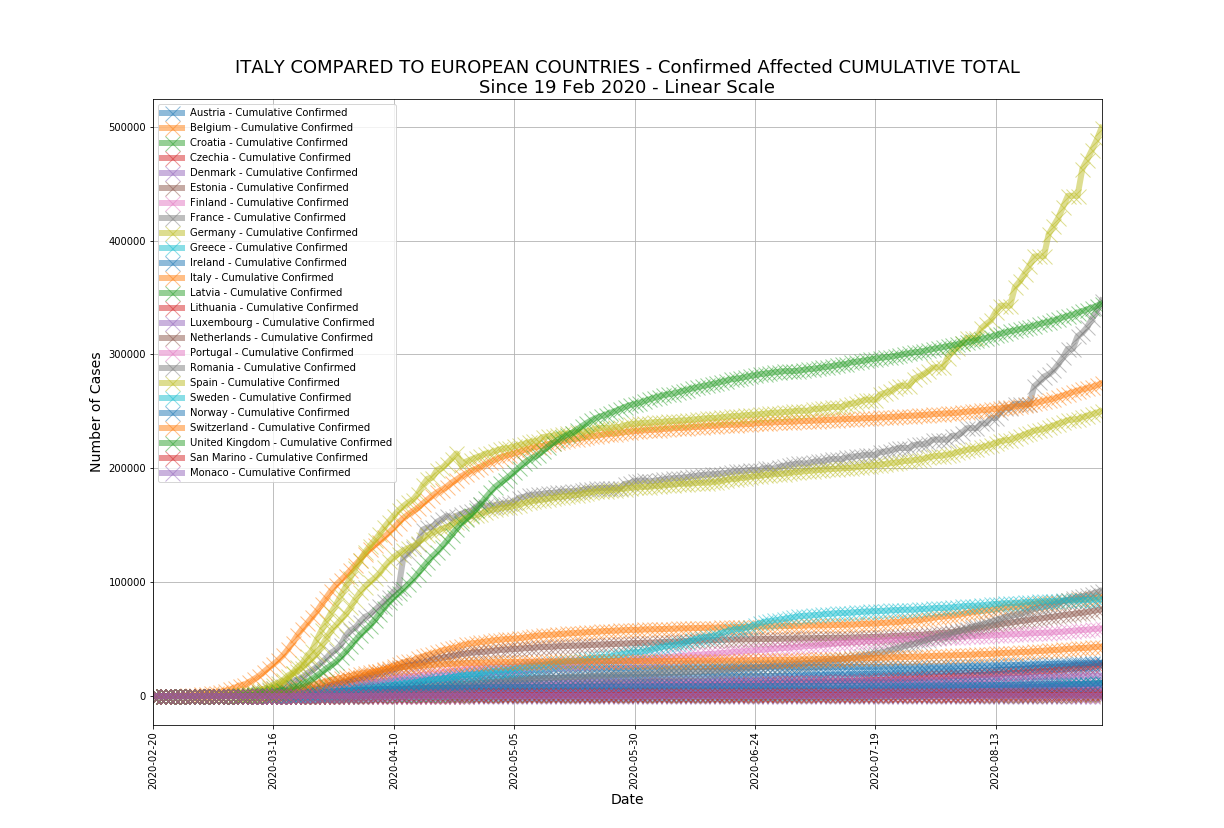 ITALY COMPARED TO EUROPEAN COUNTRIES - Confirmed Affected CUMULATIVE TOTAL
Since 19 Feb 2020 - Linear Scale
Austria - Cumulative Confirmed
Belgium - Cumulative Confirmed
Croatia - Cumulative Confirmed
Czechia - Cumulative Confirmed
Denmark - Cumulative Confirmed
Estonia - Cumulative Confirmed
Finland - Cumulative Confirmed
France - Cumulative Confirmed
Germany - Cumulative Confirmed
Greece - Cumulative Confirmed
Ireland - Cumulative Confirmed
Italy - Cumulative Confirmed
Latvia - Cumulative Confirmed
Lithuania - Cumulative Confirmed
Luxembourg - Cumulative Confirmed
Netherlands - Cumulative Confirmed
Portugal - Cumulative Confirmed
Romania - Cumulative Confirmed
Spain - Cumulative Confirmed
Sweden - Cumulative Confirmed
Norway - Cumulative Confirmed
Switzerland - Cumulative Confirmed
United Kingdom - Cumulative Confirmed
San Marino - Cumulative Confirmed
Monaco - Cumulative Confirmed
Number of Cases
500000
400000
300000
200000
100000
0
2020-02-20
2020-03-16
2020-04-10
2020-05-05
2020-05-30
2020-06-24
2020-07-19
2020-08-13
Date